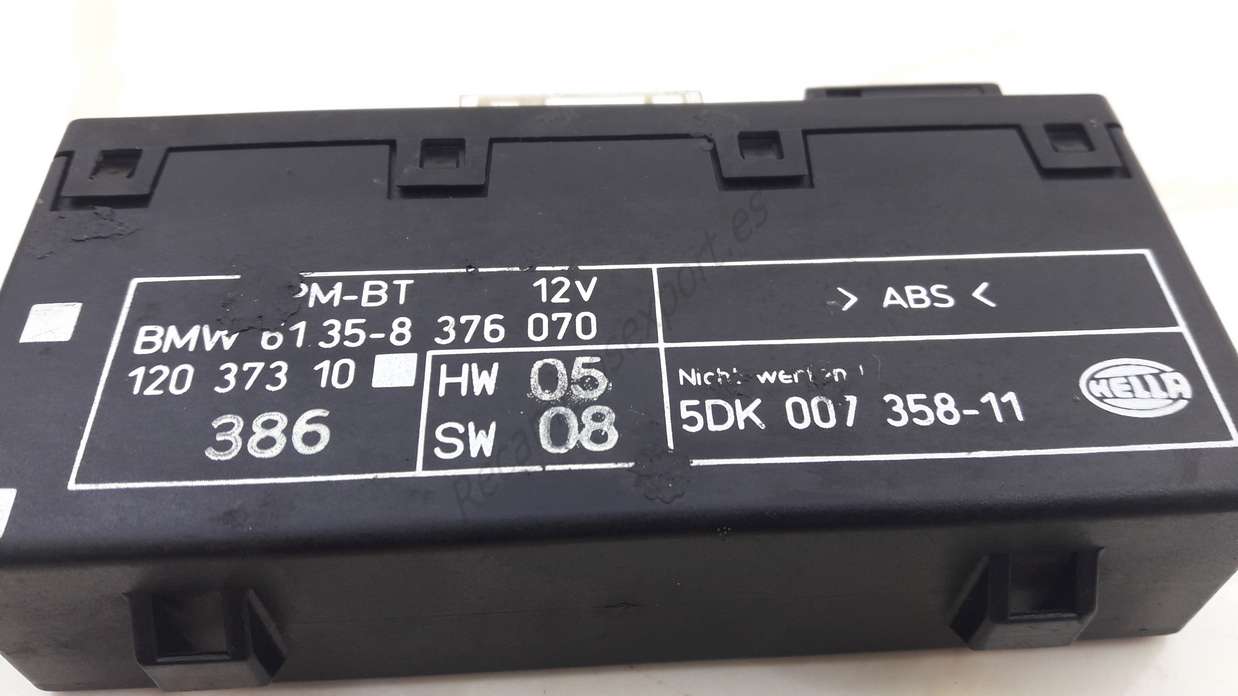 PM-BT 12V
BMW 61.35-8 376 070
120 373 10
386
HW 05
SW 08
> ABS <
5DK 007 358-11
HELLA